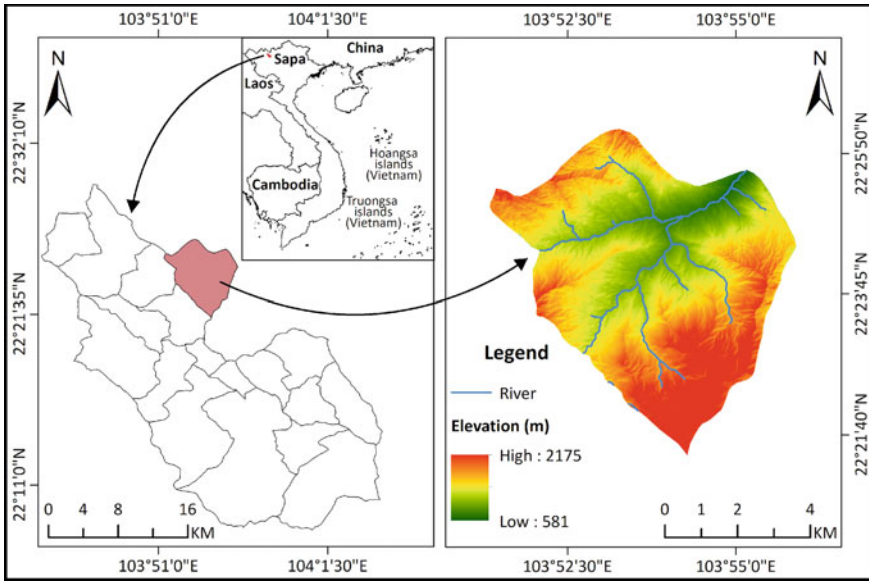 103°51'0"E
104°1'30"E
103°52'30"E
103°55'0"E
N
China
Sapa
Laos
Hoangsa
islands
(Vietnam)
Cambodia
Truongsa
islands
(Vietnam)
22°32'10"N
22°21'35"N
22°11'0"N
0 4 8 16
KM
103°51'0"E
104°1'30"E
N
22°25'50"N
22°23'45"N
22°21'40"N
Legend
River
Elevation (m)
High : 2175
Low : 581
0 1 2 4
KM
103°52'30"E
103°55'0"E